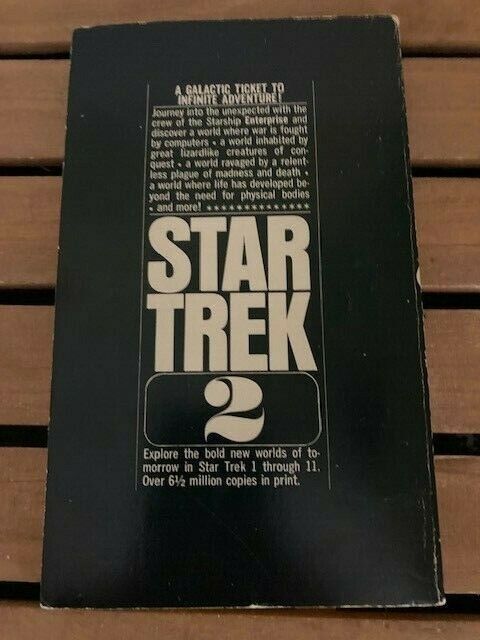 A GALACTIC TICKET TO
INFINITE ADVENTURE!
Journey into the unexpected with the
crew of the Starship Enterprise and
discover a world where war is fought
by computers • a world inhabited by
great lizardlike creatures of con-
quest • a world ravaged by a relent-
less plague of madness and death •
a world where life has developed be-
yond the need for physical bodies
• and more! ★★★★★★★★★★★★★★
STAR
TREK
2
Explore the bold new worlds of to-
morrow in Star Trek 1 through 11.
Over 6½ million copies in print.